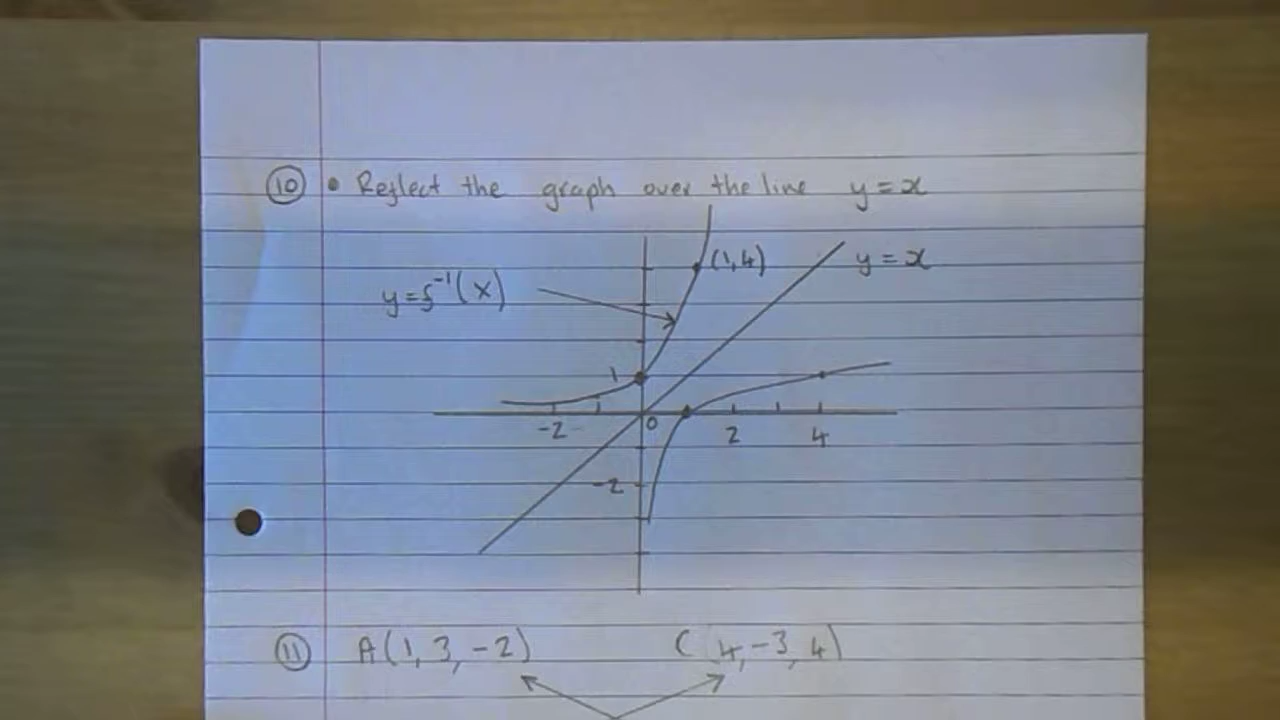 10 • Reflect the graph over the line y = x
(1,4)
y = x
y = f⁻¹(x)
1
-2 0 2 4
-2
11 A(1, 3, -2) C(4, -3, 4)